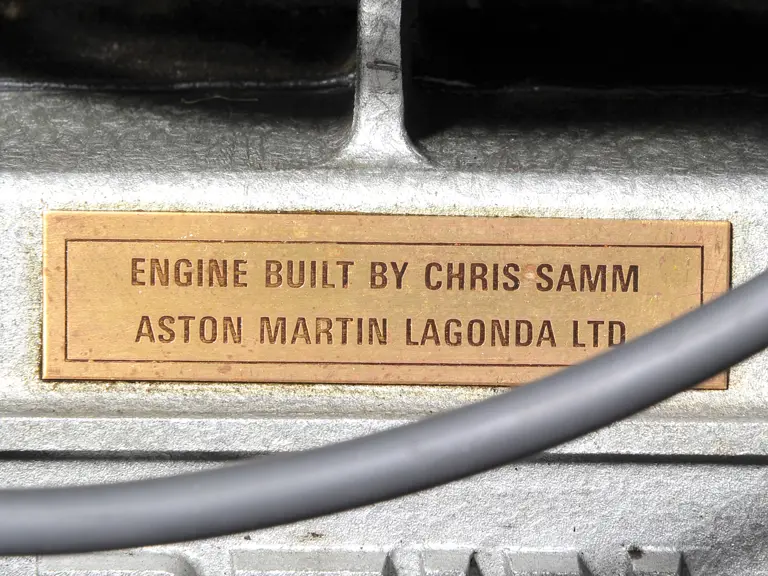 ENGINE BUILT BY CHRIS SAMM
ASTON MARTIN LAGONDA LTD